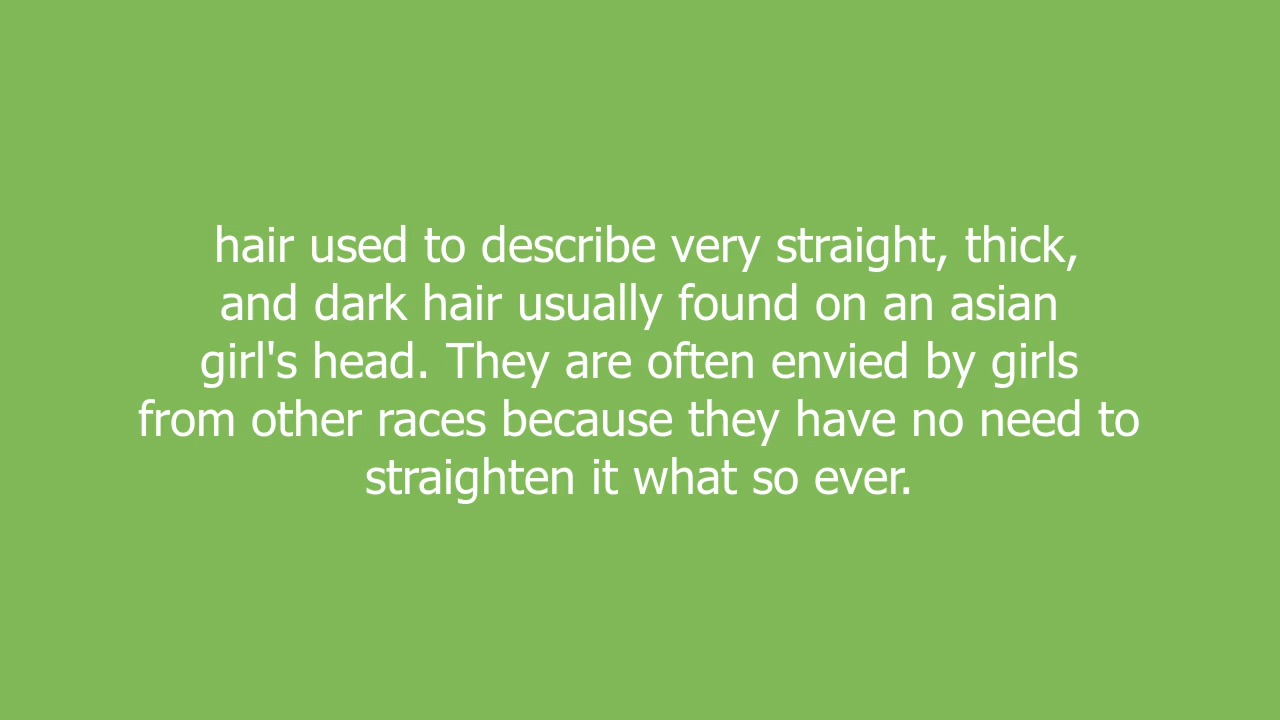 hair used to describe very straight, thick,
and dark hair usually found on an asian
girl's head. They are often envied by girls
from other races because they have no need to
straighten it what so ever.